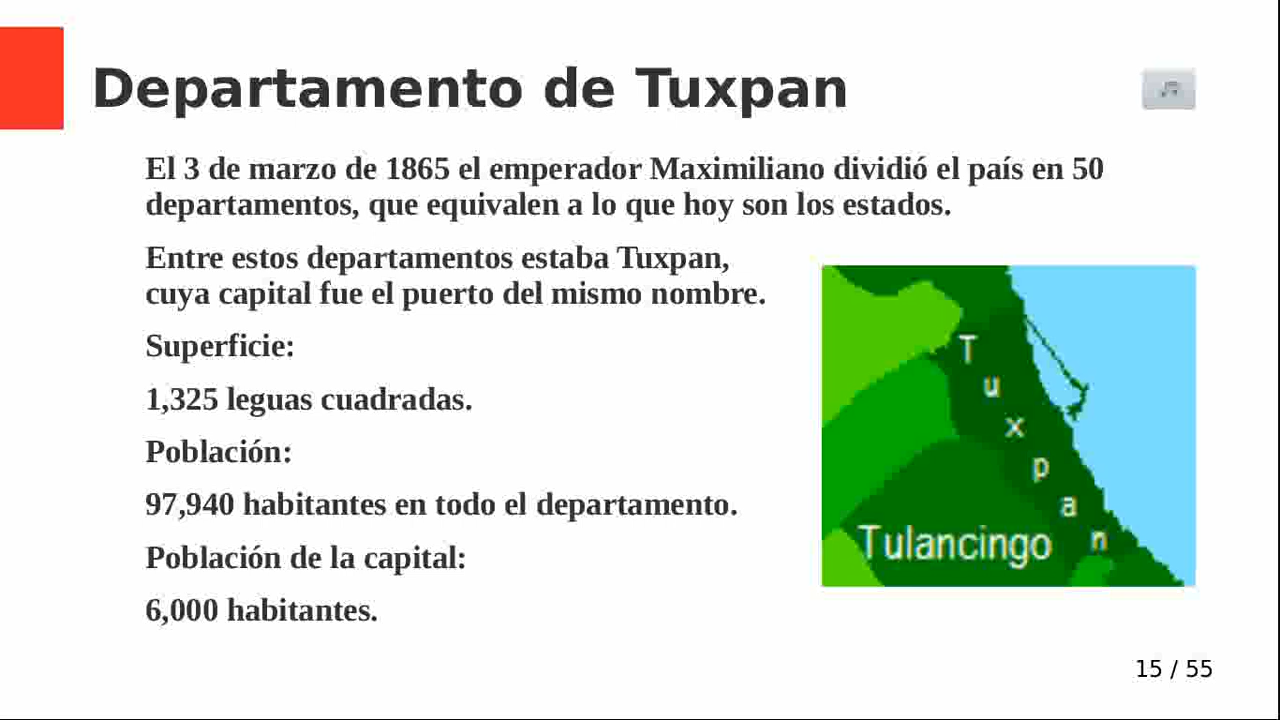 Departamento de Tuxpan
El 3 de marzo de 1865 el emperador Maximiliano dividió el país en 50
departamentos, que equivalen a lo que hoy son los estados.
Entre estos departamentos estaba Tuxpan,
cuya capital fue el puerto del mismo nombre.
Superficie:
1,325 leguas cuadradas.
Población:
97,940 habitantes en todo el departamento.
Población de la capital:
6,000 habitantes.
Tuxpan
Tulancingo
15 / 55